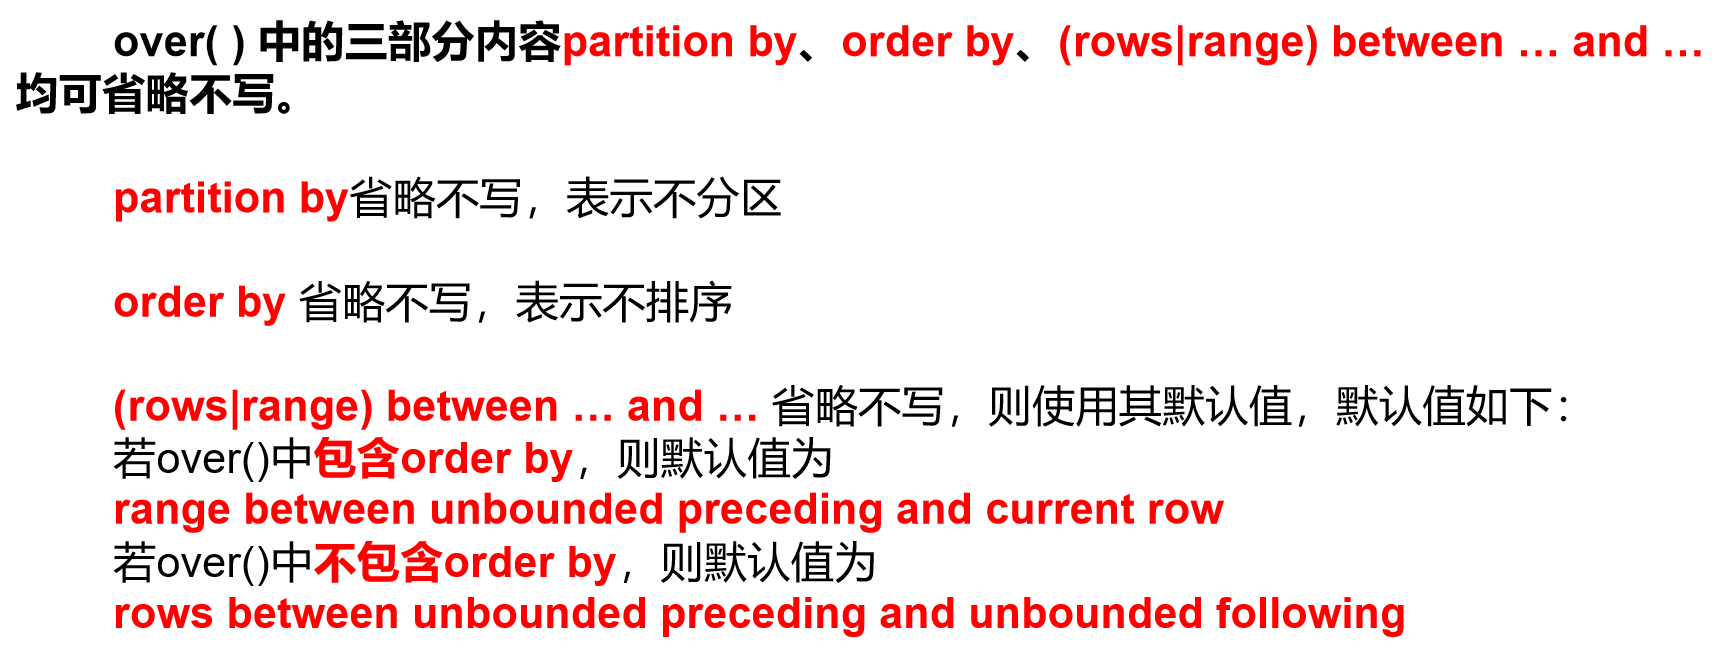 over( ) 中的三部分内容partition by、order by、(rows|range) between … and …
均可省略不写。
partition by省略不写，表示不分区
order by 省略不写，表示不排序
(rows|range) between … and … 省略不写，则使用其默认值，默认值如下：
若over()中包含order by，则默认值为
range between unbounded preceding and current row
若over()中不包含order by，则默认值为
rows between unbounded preceding and unbounded following